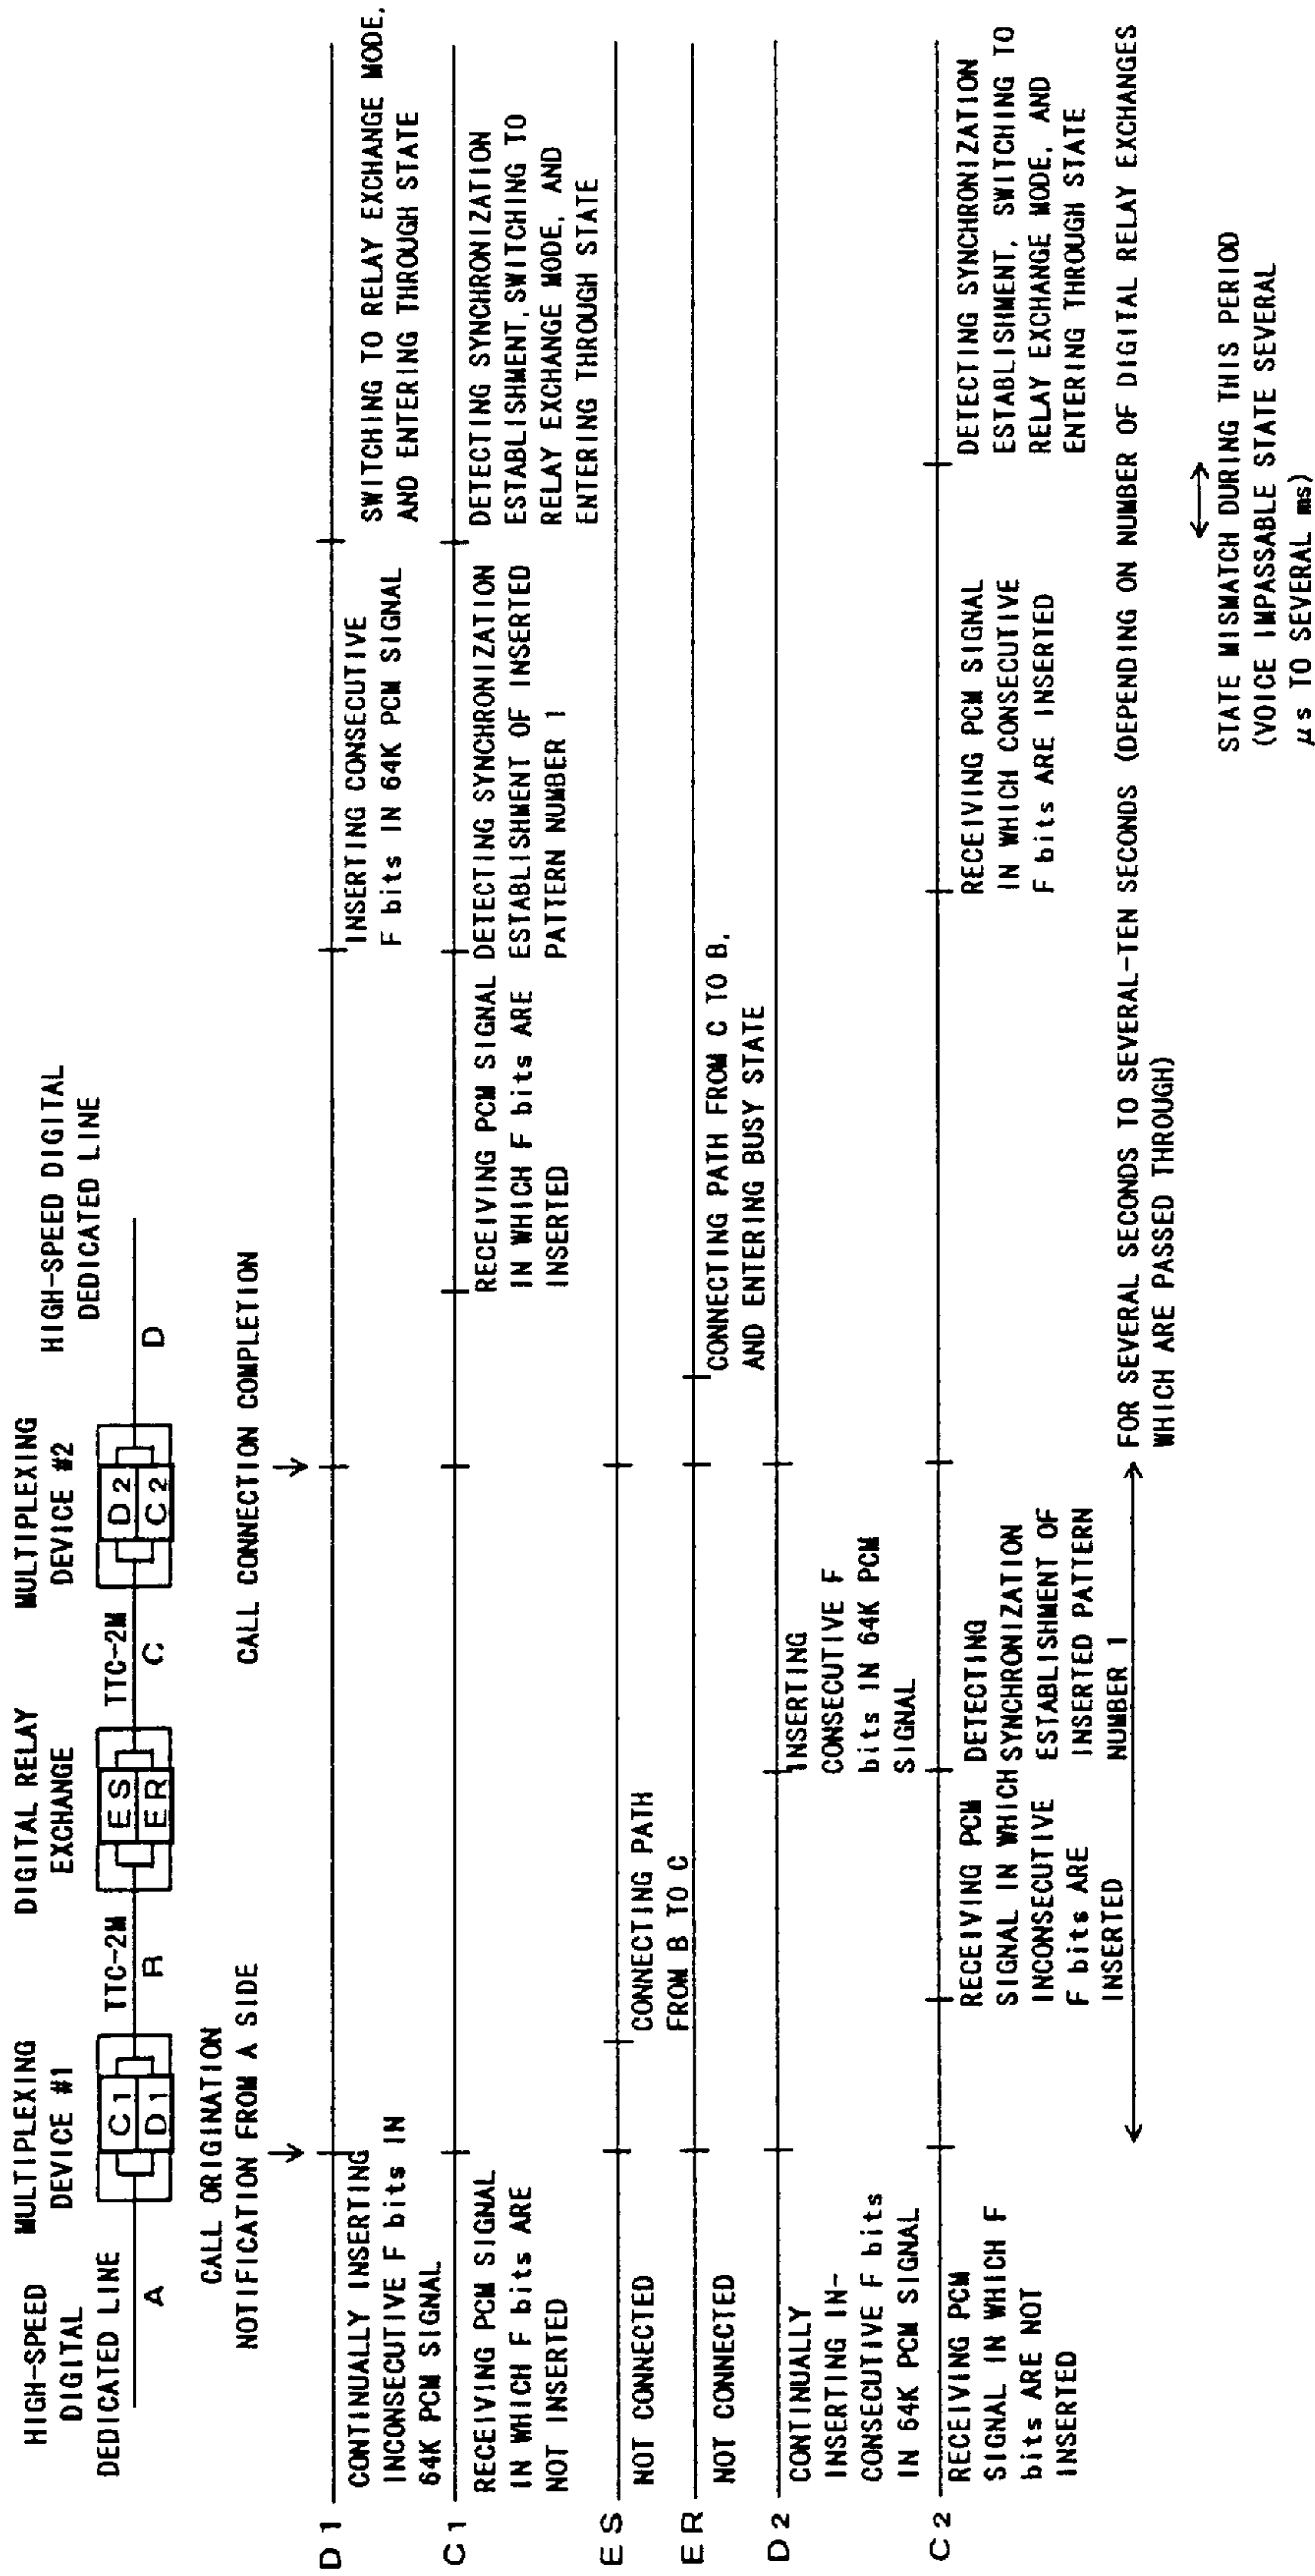 HIGH-SPEED
DIGITAL
DEDICATED LINE
A
MULTIPLEXING
DEVICE #1
C1
D1
TTC-2M
B
DIGITAL RELAY
EXCHANGE
ES
ER
TTC-2M
C
MULTIPLEXING
DEVICE #2
D2
C2
HIGH-SPEED DIGITAL
DEDICATED LINE
D
CALL ORIGINATION
NOTIFICATION FROM A SIDE
CALL CONNECTION COMPLETION
D1
CONTINUALLY INSERTING
INCONSECUTIVE F bits IN
64K PCM SIGNAL
INSERTING CONSECUTIVE
F bits IN 64K PCM SIGNAL
SWITCHING TO RELAY EXCHANGE MODE,
AND ENTERING THROUGH STATE
C1
RECEIVING PCM SIGNAL
IN WHICH F bits ARE
NOT INSERTED
RECEIVING PCM SIGNAL
IN WHICH F bits ARE
INSERTED
DETECTING SYNCHRONIZATION
ESTABLISHMENT OF INSERTED
PATTERN NUMBER 1
DETECTING SYNCHRONIZATION
ESTABLISHMENT, SWITCHING TO
RELAY EXCHANGE MODE, AND
ENTERING THROUGH STATE
ES
NOT CONNECTED
CONNECTING PATH
FROM B TO C
ER
NOT CONNECTED
CONNECTING PATH FROM C TO B,
AND ENTERING BUSY STATE
D2
CONTINUALLY
INSERTING IN-
CONSECUTIVE F bits
IN 64K PCM SIGNAL
INSERTING
CONSECUTIVE F
bits IN 64K PCM
SIGNAL
C2
RECEIVING PCM
SIGNAL IN WHICH F
bits ARE NOT
INSERTED
RECEIVING PCM
SIGNAL IN WHICH
INCONSECUTIVE
F bits ARE
INSERTED
DETECTING
SYNCHRONIZATION
ESTABLISHMENT OF
INSERTED PATTERN
NUMBER 1
RECEIVING PCM SIGNAL
IN WHICH CONSECUTIVE
F bits ARE INSERTED
DETECTING SYNCHRONIZATION
ESTABLISHMENT, SWITCHING TO
RELAY EXCHANGE MODE, AND
ENTERING THROUGH STATE
FOR SEVERAL SECONDS TO SEVERAL-TEN SECONDS (DEPENDING ON NUMBER OF DIGITAL RELAY EXCHANGES
WHICH ARE PASSED THROUGH)
STATE MISMATCH DURING THIS PERIOD
(VOICE IMPASSABLE STATE SEVERAL
μs TO SEVERAL ms)